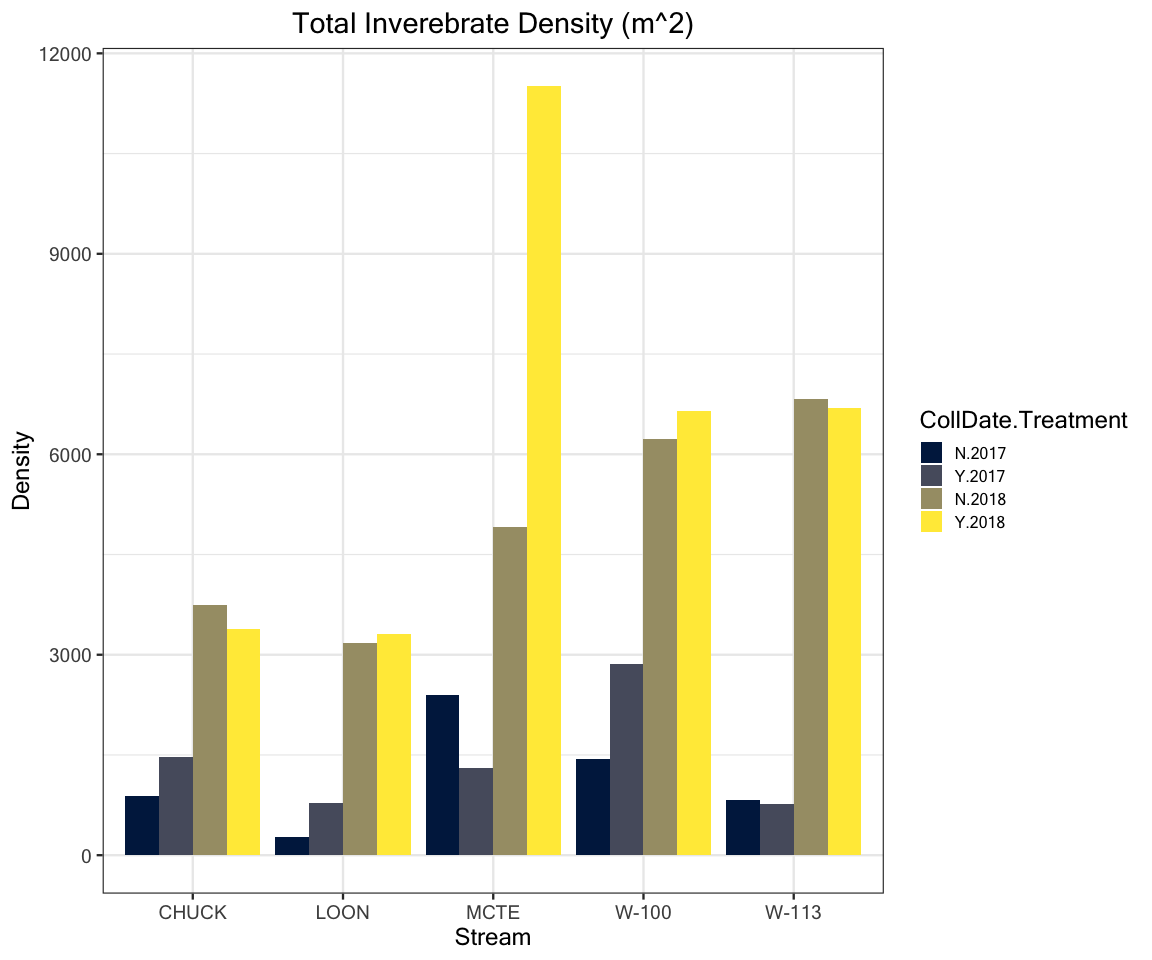 Total Inverebrate Density (m^2)
12000
9000
6000
3000
0
Density
CHUCK
LOON
MCTE
W-100
W-113
Stream
CollDate.Treatment
N.2017
Y.2017
N.2018
Y.2018